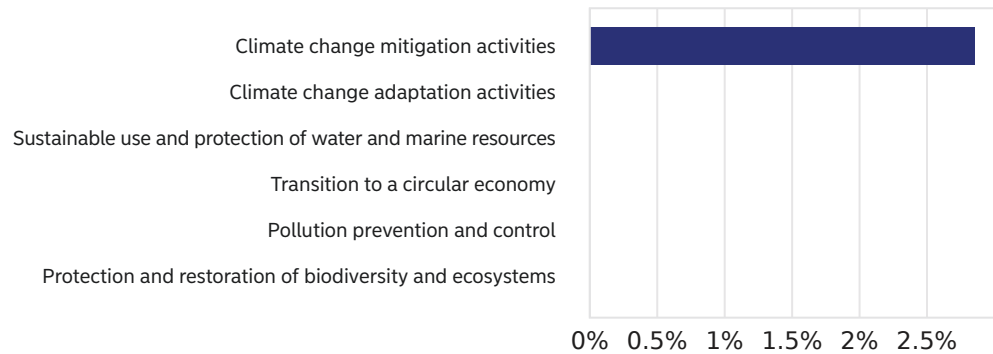 Climate change mitigation activities
Climate change adaptation activities
Sustainable use and protection of water and marine resources
Transition to a circular economy
Pollution prevention and control
Protection and restoration of biodiversity and ecosystems
0% 0.5% 1% 1.5% 2% 2.5%